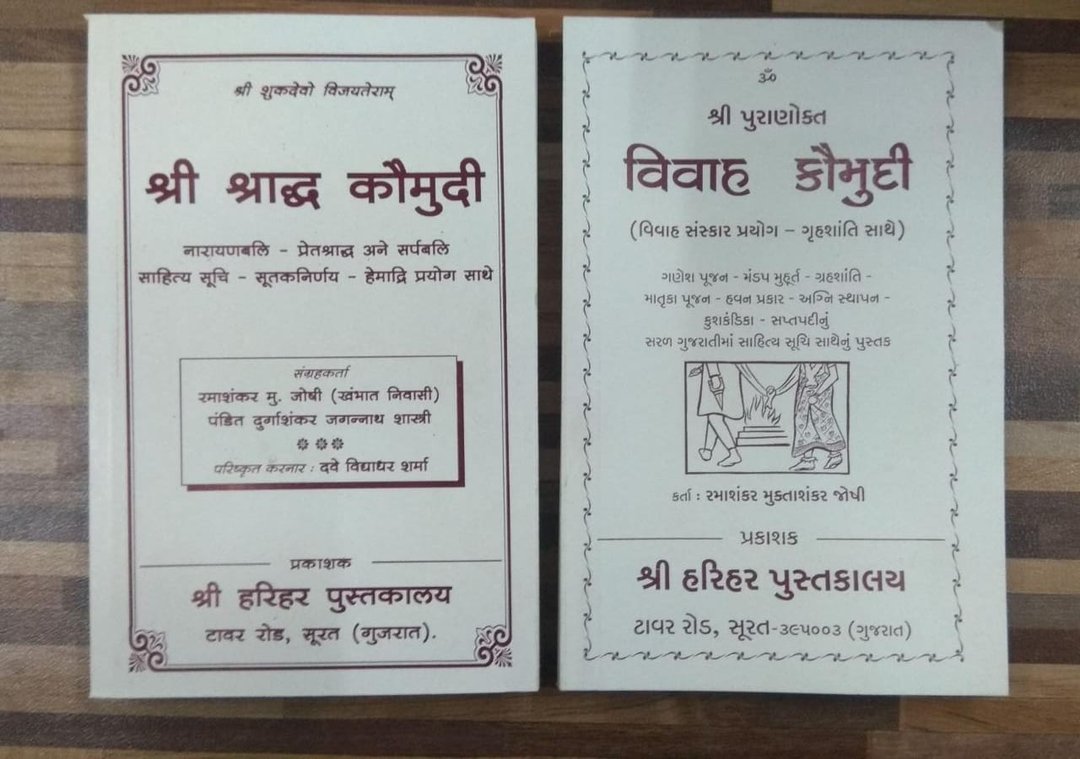 श्री शुकदेवो विजयतेराम्
श्री श्राद्ध कौमुदी
नारायणबलि - प्रेतश्राद्ध अने सर्पबलि
साहित्य सूचि - सूतकनिर्णय - हेमाद्रि प्रयोग साथे
संग्रहकर्ता
रमाशंकर मु. जोषी (खंभात निवासी)
पंडित दुर्गाशंकर जगन्नाथ शास्त्री
परिष्कृत करनार : दवे विद्याधर शर्मा
प्रकाशक
श्री हरिहर पुस्तकालय
टावर रोड, सूरत (गुजरात).
ૐ
શ્રી પુરાણોક્ત
વિવાહ કૌમુદી
(વિવાહ સંસ્કાર પ્રયોગ – ગૃહશાંતિ સાથે)
ગણેશ પૂજન - મંડપ મુહૂર્ત - ગ્રહશાંતિ -
માતૃકા પૂજન - હવન પ્રકાર - અગ્નિ સ્થાપન -
કુશકંડિકા - સપ્તપદીનું
સરળ ગુજરાતીમાં સાહિત્ય સૂચિ સાથેનું પુસ્તક
કર્તા : રમાશંકર મુક્તાશંકર જોષી
પ્રકાશક
શ્રી હરિહર પુસ્તકાલય
ટાવર રોડ, સૂરત-૩૯૫૦૦૩ (ગુજરાત)